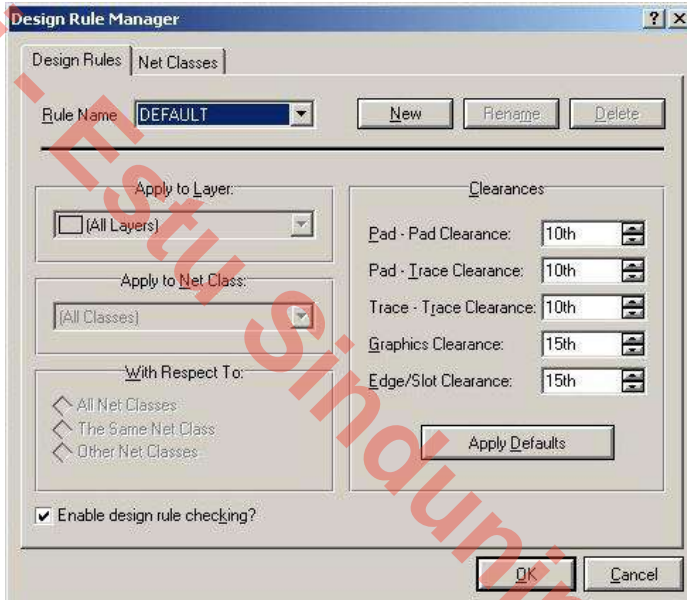 Design Rule Manager
Design Rules
Net Classes
Rule Name
DEFAULT
New
Rename
Delete
Apply to Layer:
(All Layers)
Apply to Net Class:
(All Classes)
With Respect To:
All Net Classes
The Same Net Class
Other Net Classes
Clearances
Pad - Pad Clearance: 10th
Pad - Trace Clearance: 10th
Trace - Trace Clearance: 10th
Graphics Clearance: 15th
Edge/Slot Clearance: 15th
Apply Defaults
Enable design rule checking?
OK
Cancel
- Estu Sindunin